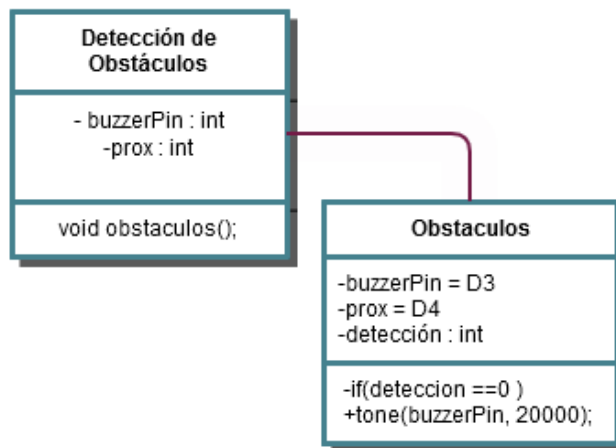 Detección de
Obstáculos
- buzzerPin : int
-prox : int
void obstaculos();
Obstaculos
-buzzerPin = D3
-prox = D4
-detección : int
-if(deteccion ==0 )
+tone(buzzerPin, 20000);